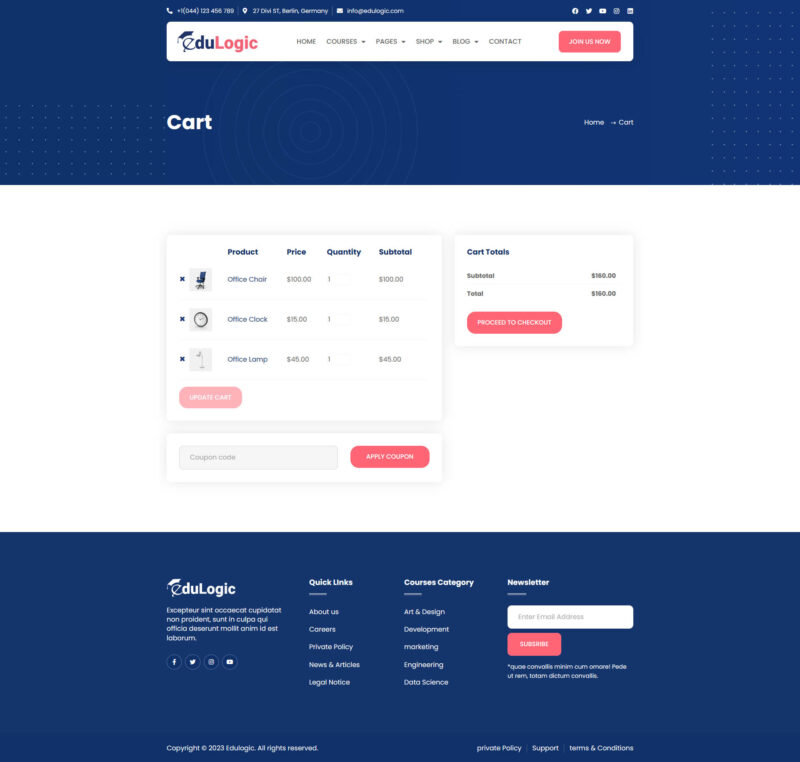 +1(044) 123 456 789 27 Divi ST, Berlin, Germany info@edulogic.com
eduLogic HOME COURSES PAGES SHOP BLOG CONTACT JOIN US NOW
Cart
Home → Cart
Product Price Quantity Subtotal
× Office Chair $100.00 1 $100.00
× Office Clock $15.00 1 $15.00
× Office Lamp $45.00 1 $45.00
UPDATE CART
Coupon code APPLY COUPON
Cart Totals
Subtotal $160.00
Total $160.00
PROCEED TO CHECKOUT
eduLogic
Excepteur sint occaecat cupidatat
non proident, sunt in culpa qui
officia deserunt mollit anim id est
laborum.
Quick LInks
About us
Careers
Private Policy
News & Articles
Legal Notice
Courses Category
Art & Design
Development
marketing
Engineering
Data Science
Newsletter
Enter Email Address
SUBSRIBE
*quae convallis minim cum ornare! Pede
ut rem, totam dictum convallis.
Copyright © 2023 Edulogic. All rights reserved.
private Policy Support terms & Conditions